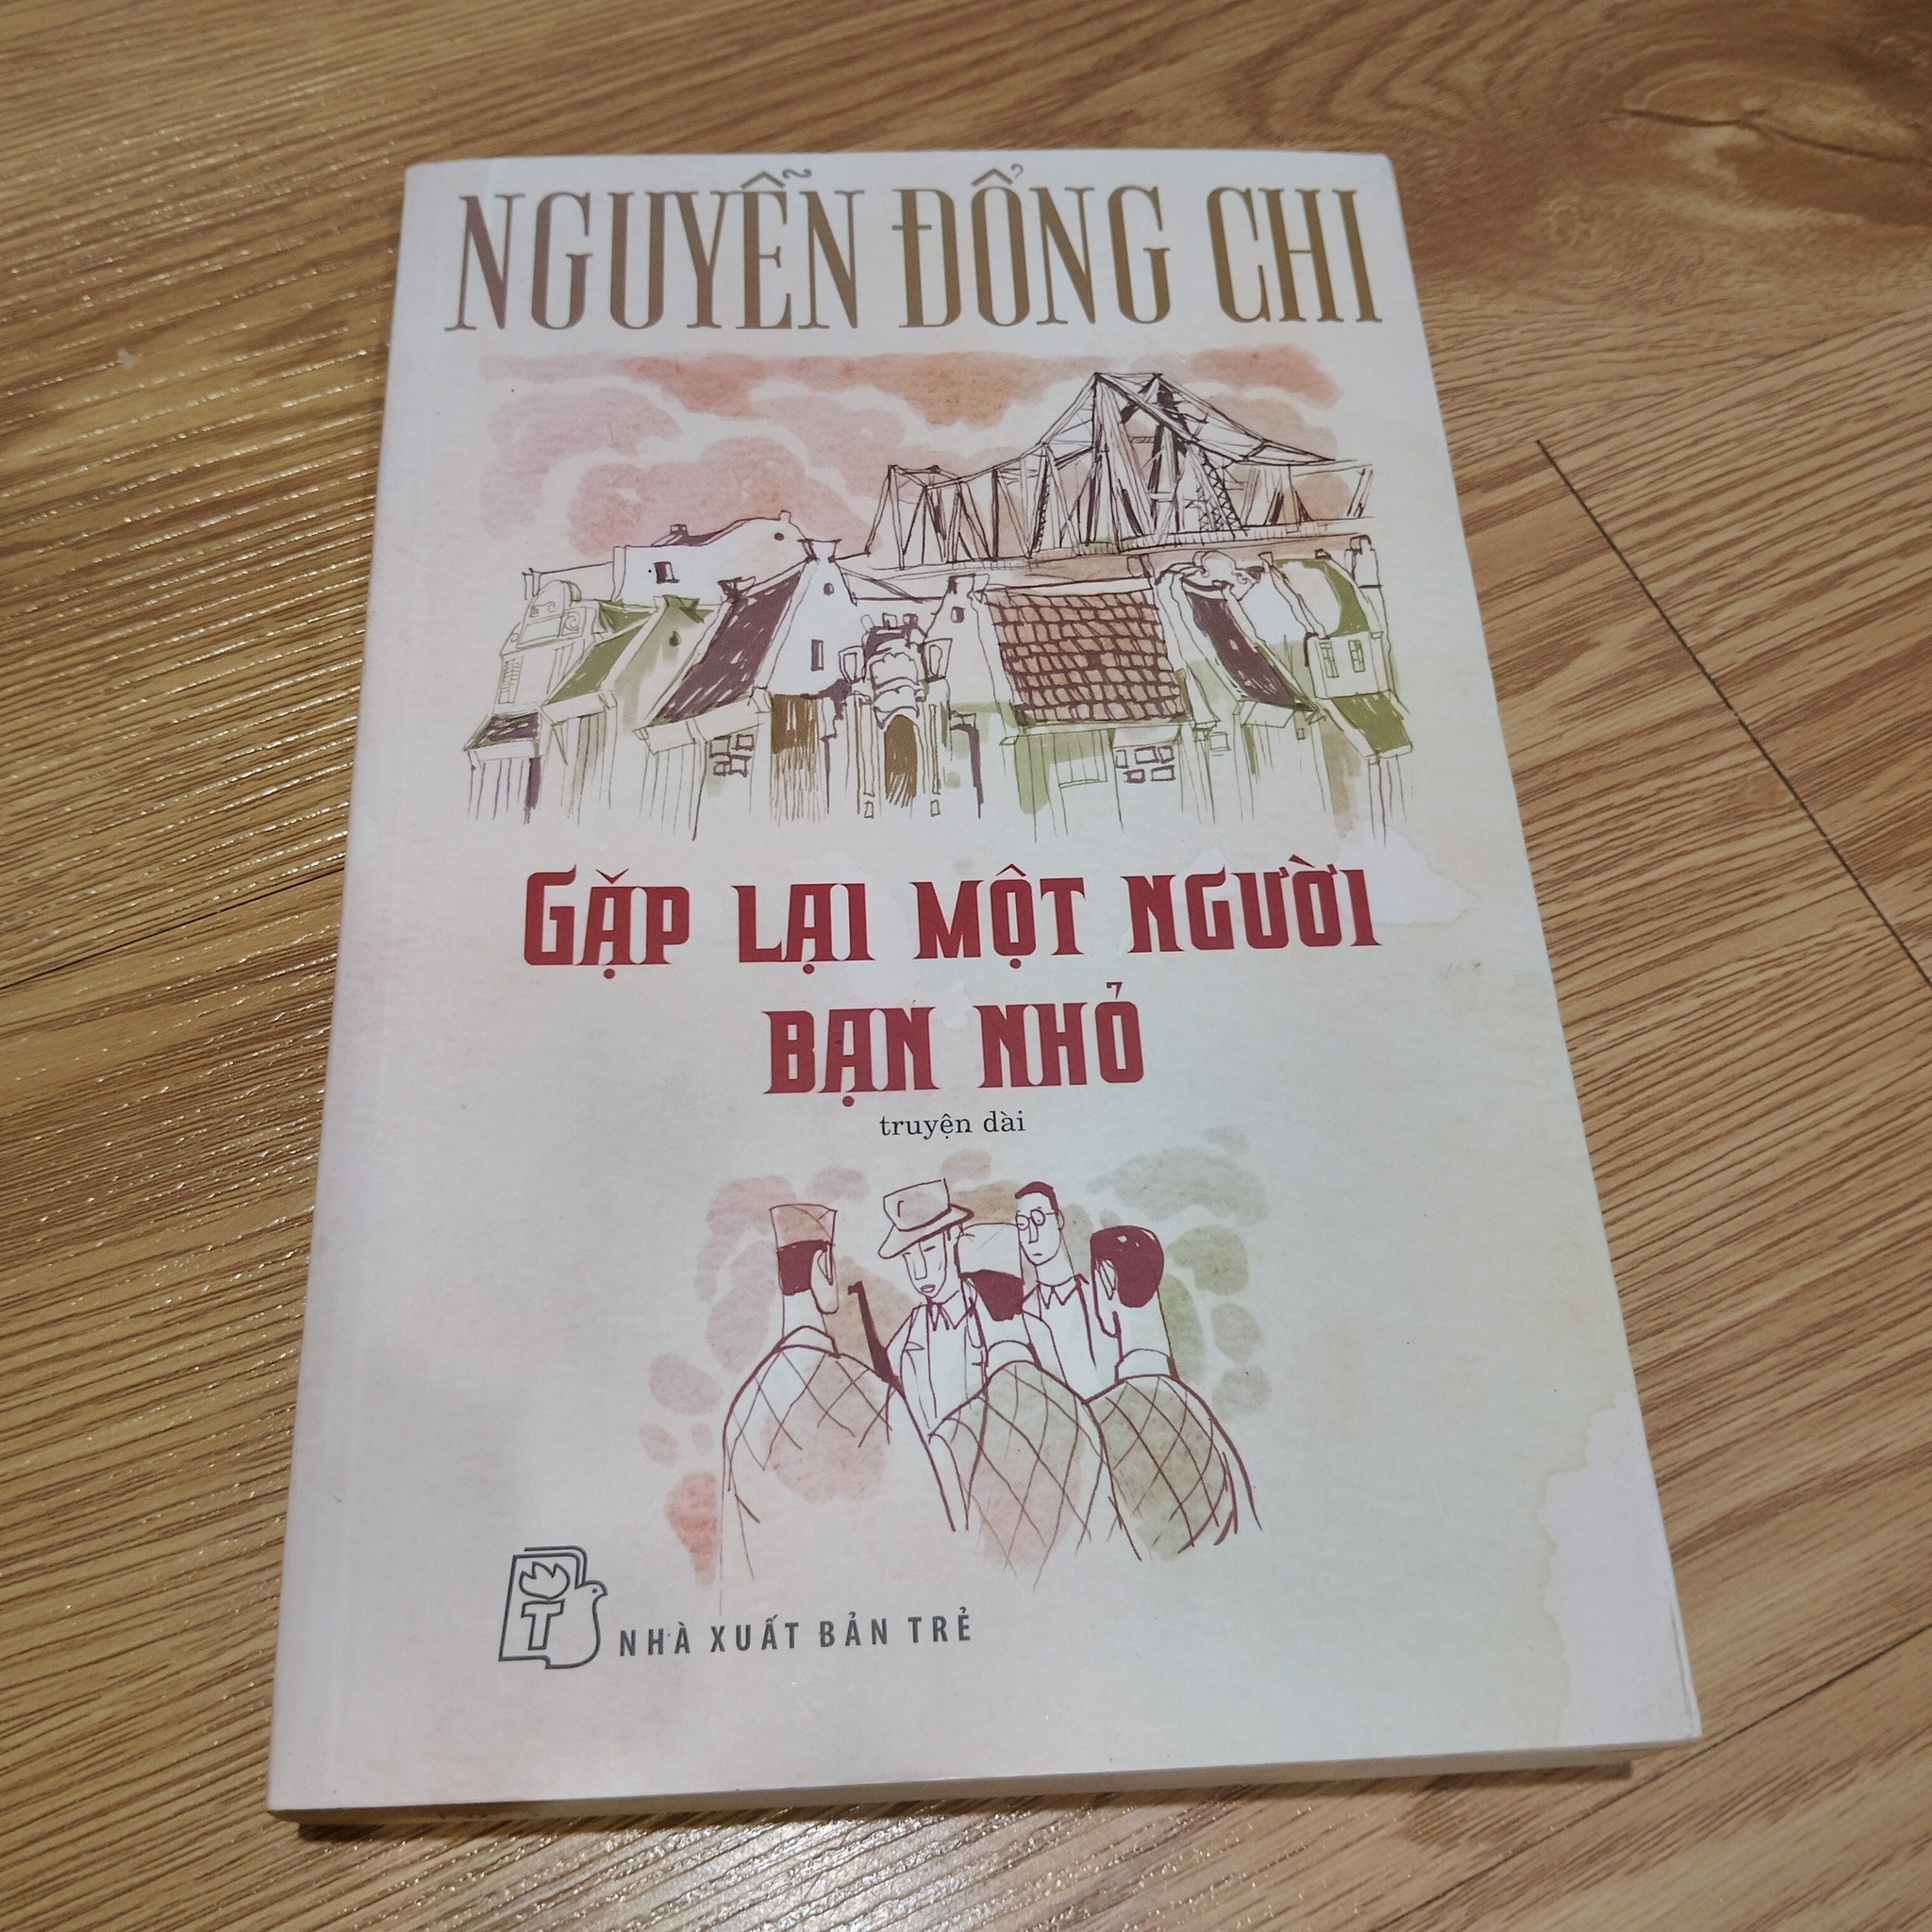 NGUYỄN ĐỔNG CHI
GẶP LẠI MỘT NGƯỜI
BẠN NHỎ
truyện dài
T
NHÀ XUẤT BẢN TRẺ